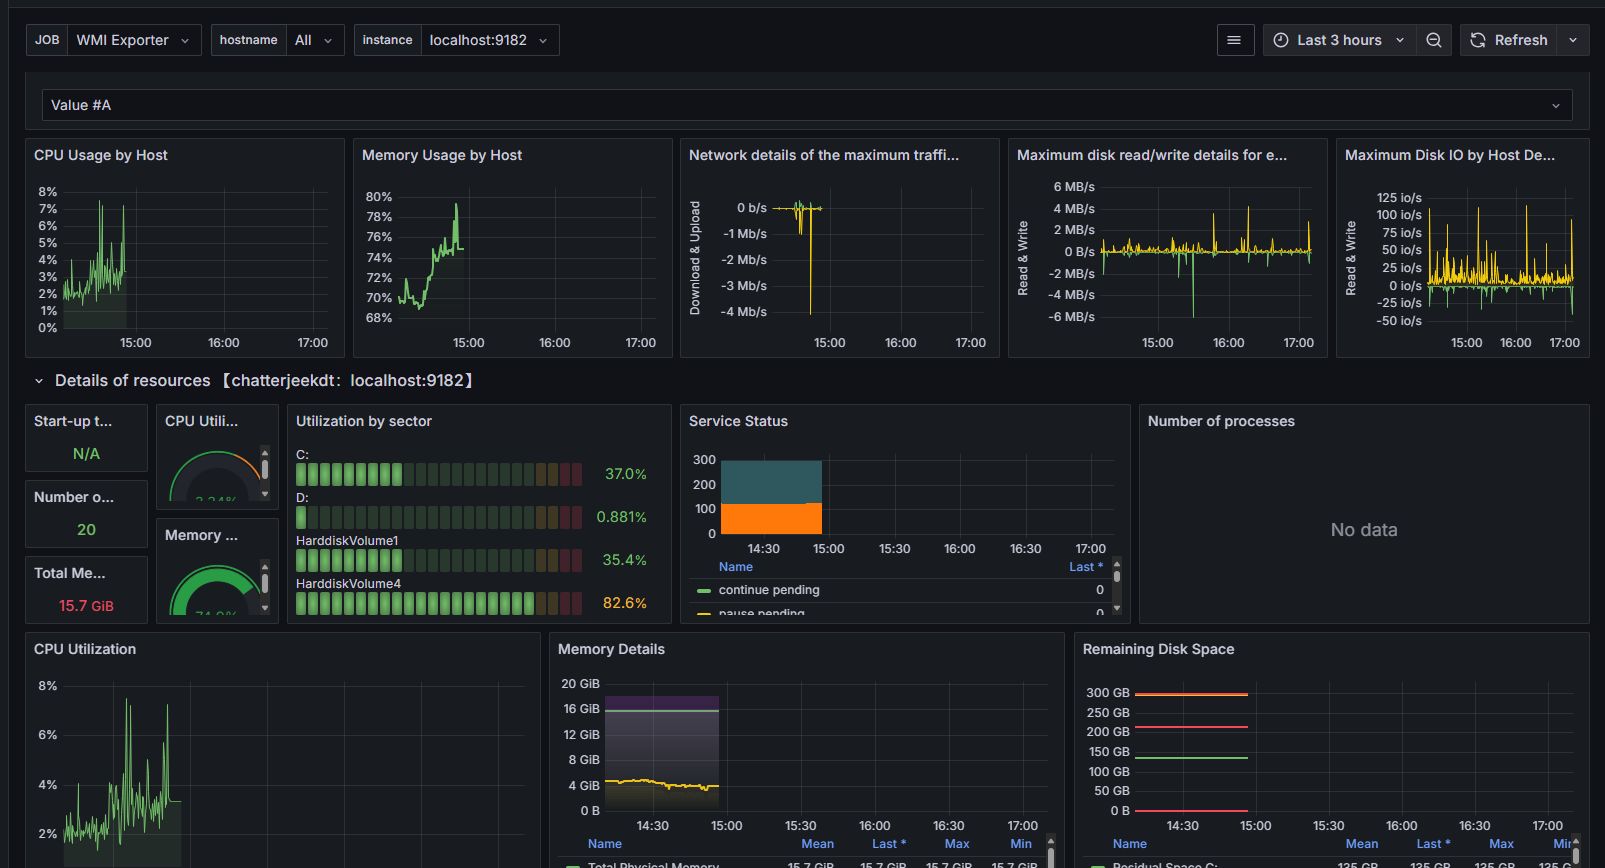 JOB WMI Exporter hostname All instance localhost:9182 Last 3 hours Refresh
Value #A
CPU Usage by Host
8%
7%
6%
5%
4%
3%
2%
1%
0%
15:00 16:00 17:00
Memory Usage by Host
80%
78%
76%
74%
72%
70%
68%
15:00 16:00 17:00
Network details of the maximum traffi...
Download & Upload
0 b/s
-1 Mb/s
-2 Mb/s
-3 Mb/s
-4 Mb/s
15:00 16:00 17:00
Maximum disk read/write details for e...
Read & Write
6 MB/s
4 MB/s
2 MB/s
0 B/s
-2 MB/s
-4 MB/s
-6 MB/s
15:00 16:00 17:00
Maximum Disk IO by Host De...
Read & Write
125 io/s
100 io/s
75 io/s
50 io/s
25 io/s
0 io/s
-25 io/s
-50 io/s
15:00 16:00 17:00
Details of resources 【chatterjeekdt：localhost:9182】
Start-up t...
N/A
Number o...
20
Total Me...
15.7 GiB
CPU Utili...
Memory ...
Utilization by sector
C:
37.0%
D:
0.881%
HarddiskVolume1
35.4%
HarddiskVolume4
82.6%
Service Status
300
200
100
0
14:30 15:00 15:30 16:00 16:30 17:00
Name Last *
continue pending 0
pause pending 0
Number of processes
No data
CPU Utilization
8%
6%
4%
2%
Memory Details
20 GiB
16 GiB
12 GiB
8 GiB
4 GiB
0 B
14:30 15:00 15:30 16:00 16:30 17:00
Name Mean Last * Max Min
Total Physical Memory 15.7 GiB 15.7 GiB 15.7 GiB 15.7 GiB
Remaining Disk Space
300 GB
250 GB
200 GB
150 GB
100 GB
50 GB
0 B
14:30 15:00 15:30 16:00 16:30 17:00
Name Mean Last * Max Min
Residual Space C: 135 GB 135 GB 135 GB 135 G